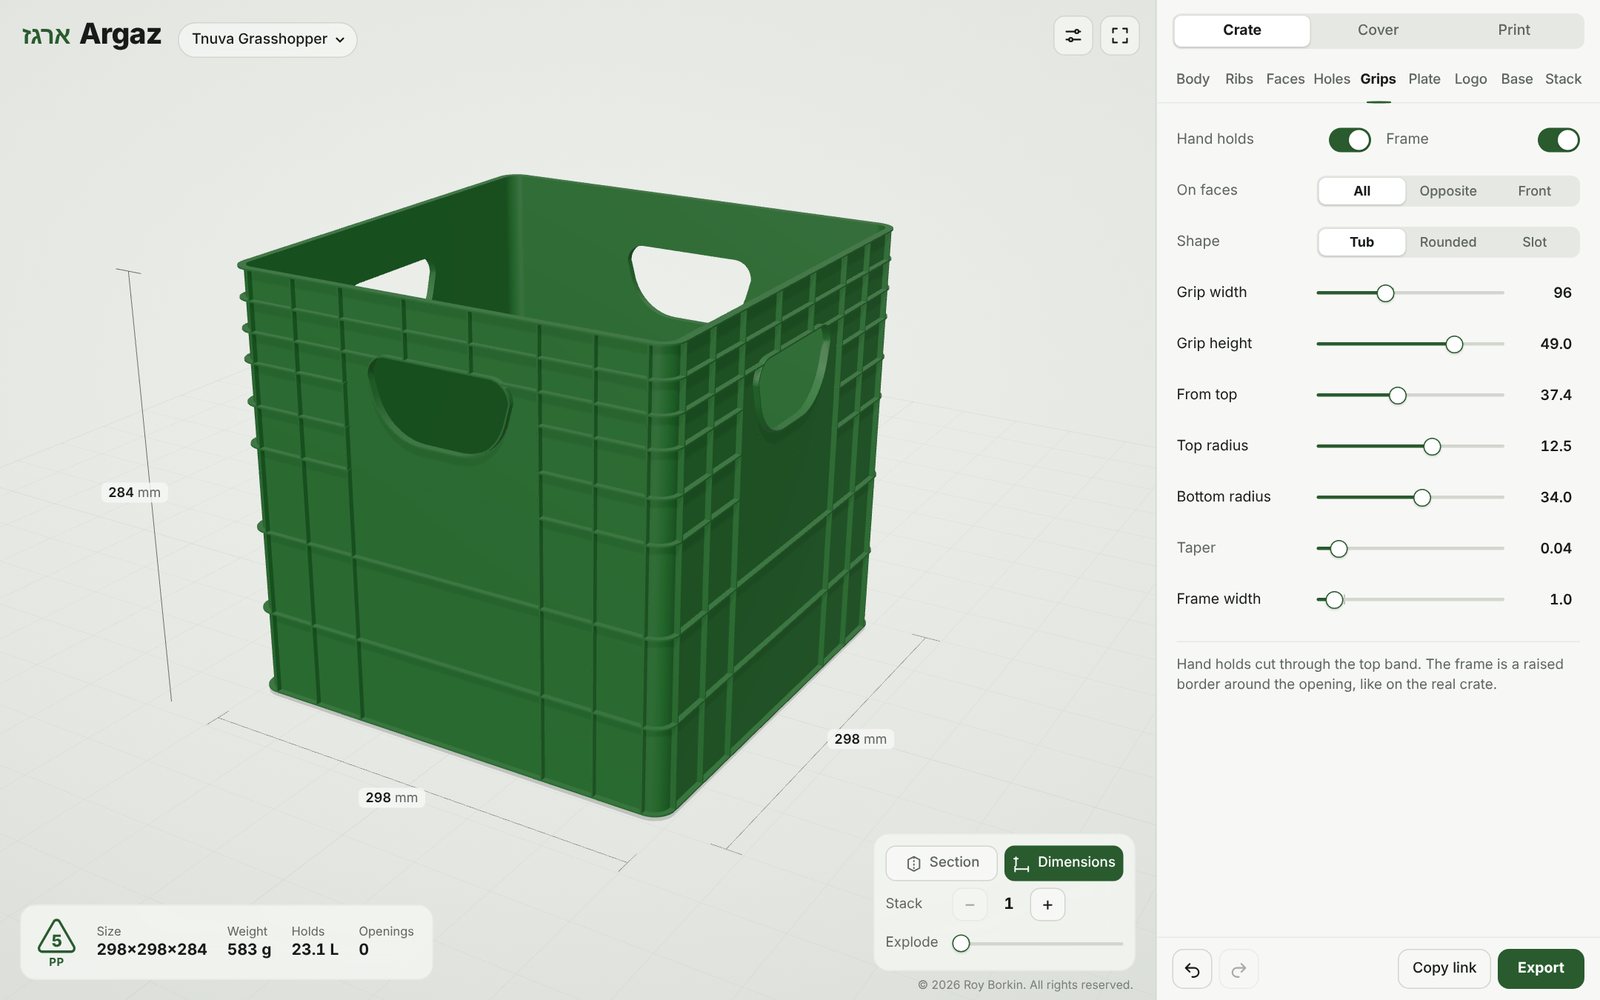 ארגז Argaz
Tnuva Grasshopper
284 mm
298 mm
298 mm
5
PP
Size
298×298×284
Weight
583 g
Holds
23.1 L
Openings
0
Section
Dimensions
Stack
− 1 +
Explode
© 2026 Roy Borkin. All rights reserved.
Crate Cover Print
Body Ribs Faces Holes Grips Plate Logo Base Stack
Hand holds Frame
On faces All Opposite Front
Shape Tub Rounded Slot
Grip width 96
Grip height 49.0
From top 37.4
Top radius 12.5
Bottom radius 34.0
Taper 0.04
Frame width 1.0
Hand holds cut through the top band. The frame is a raised
border around the opening, like on the real crate.
Copy link Export